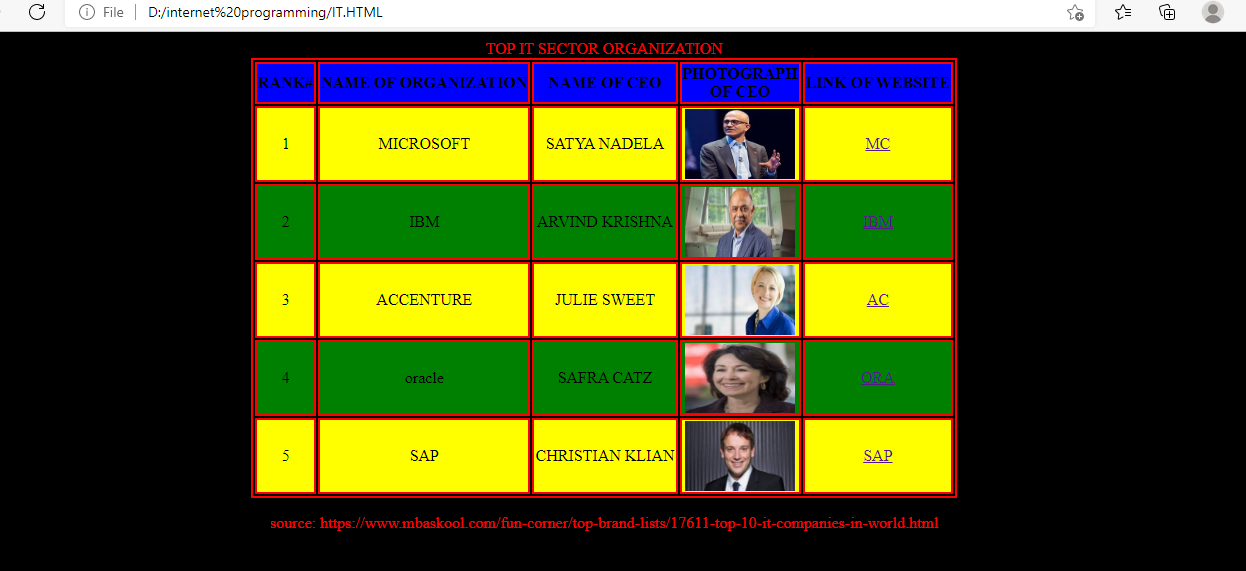 File D:/internet%20programming/IT.HTML
TOP IT SECTOR ORGANIZATION
RANK# NAME OF ORGANIZATION NAME OF CEO PHOTOGRAPH OF CEO LINK OF WEBSITE
1 MICROSOFT SATYA NADELA MC
2 IBM ARVIND KRISHNA IBM
3 ACCENTURE JULIE SWEET AC
4 oracle SAFRA CATZ ORA
5 SAP CHRISTIAN KLIAN SAP
source: https://www.mbaskool.com/fun-corner/top-brand-lists/17611-top-10-it-companies-in-world.html